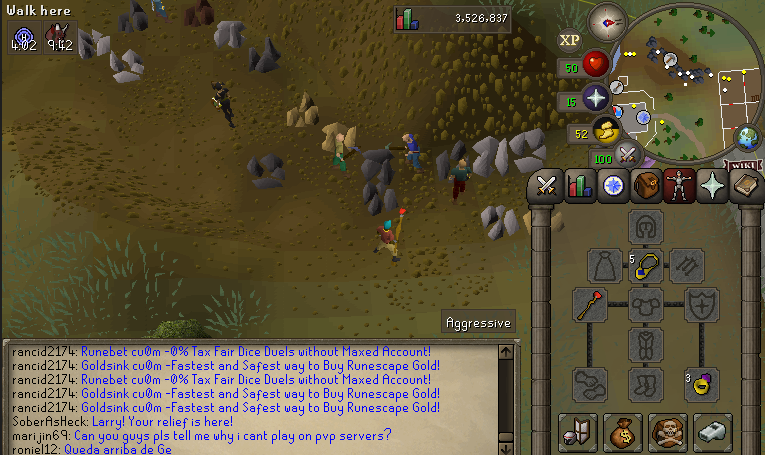 Walk here
3,526,837
4:02
9:42
XP
50
15
52
100
WIKI
5
3
Aggressive
rancid2174: Runebet cu0m -0% Tax Fair Dice Duels without Maxed Account!
rancid2174: Goldsink cu0m -Fastest and Safest way to Buy Runescape Gold!
rancid2174: Runebet cu0m -0% Tax Fair Dice Duels without Maxed Account!
rancid2174: Goldsink cu0m -Fastest and Safest way to Buy Runescape Gold!
rancid2174: Goldsink cu0m -Fastest and Safest way to Buy Runescape Gold!
SoberAsHeck: Larry! Your relief is here!
marijin69: Can you guys pls tell me why i cant play on pvp servers?
roniel12: Queda arriba de Ge